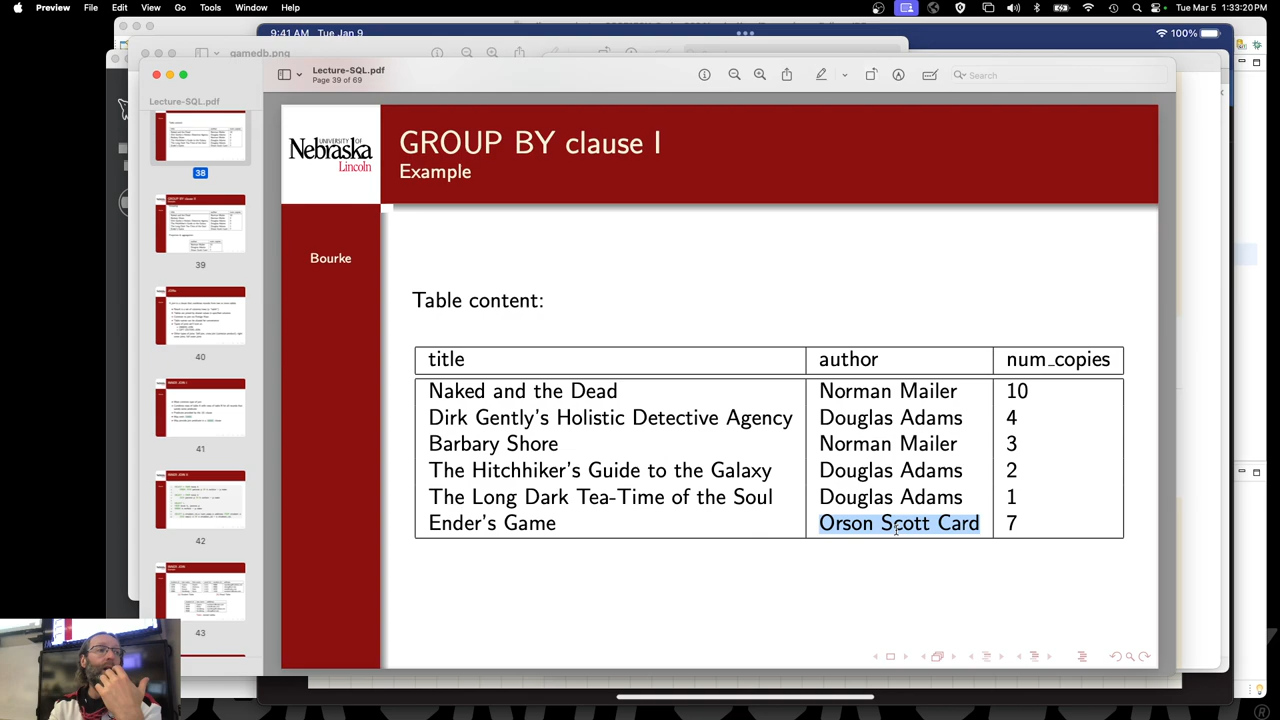 Preview File Edit View Go Tools Window Help
Tue Mar 5 1:33:20 PM
9:41 AM Tue Jan 9
100%
gamedb.png
Lecture-SQL.pdf
Page 39 of 69
Search
Lecture-SQL.pdf
38
39
40
41
42
43
UNIVERSITY OF
Nebraska
Lincoln
GROUP BY clause I
Example
Bourke
Table content:
title author num_copies
Naked and the Dead Norman Mailer 10
Dirk Gently's Holistic Detective Agency Douglas Adams 4
Barbary Shore Norman Mailer 3
The Hitchhiker's Guide to the Galaxy Douglas Adams 2
The Long Dark Tea-Time of the Soul Douglas Adams 1
Ender's Game Orson Scott Card 7